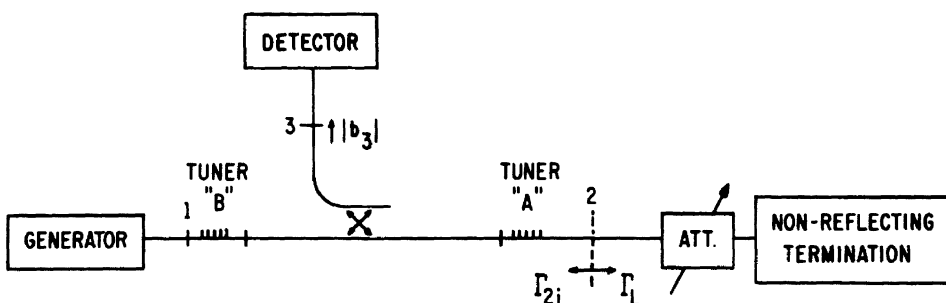 DETECTOR
3
|b₃|
TUNER
"B"
1
TUNER
"A"
2
GENERATOR
ATT.
NON-REFLECTING
TERMINATION
Γ₂ᵢ
Γ₁